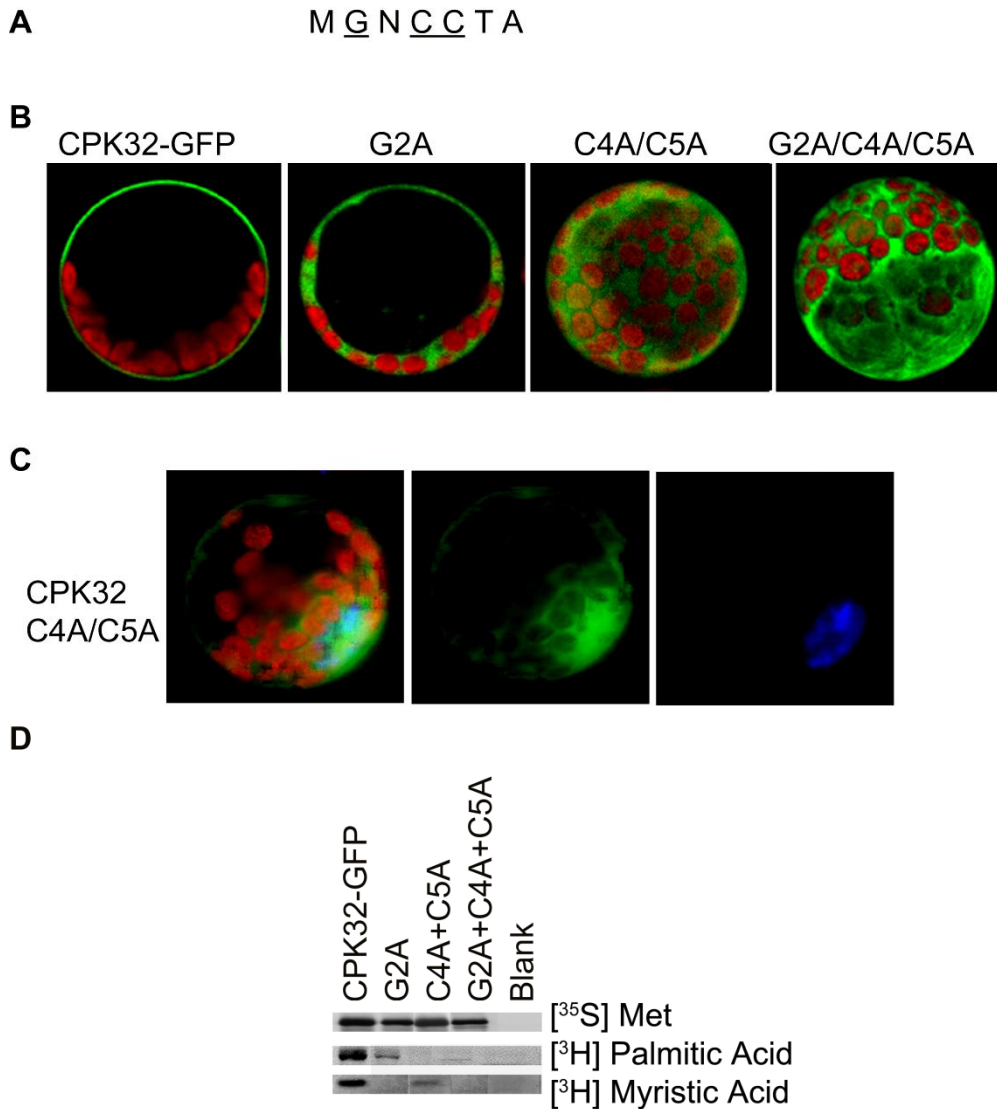 A
M G N C C T A
B
CPK32-GFP G2A C4A/C5A G2A/C4A/C5A
C
CPK32
C4A/C5A
D
CPK32-GFP
G2A
C4A+C5A
G2A+C4A+C5A
Blank
[³⁵S] Met
[³H] Palmitic Acid
[³H] Myristic Acid